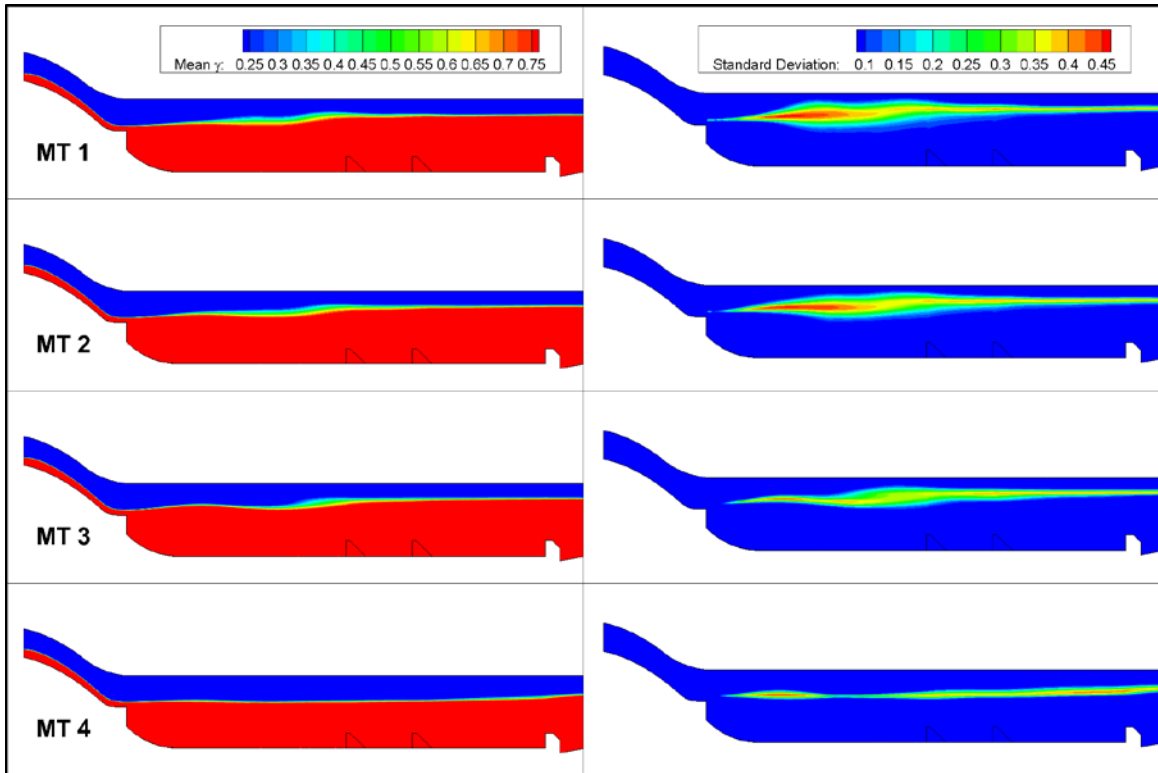 Mean γ: 0.25 0.3 0.35 0.4 0.45 0.5 0.55 0.6 0.65 0.7 0.75
Standard Deviation: 0.1 0.15 0.2 0.25 0.3 0.35 0.4 0.45
MT 1
MT 2
MT 3
MT 4